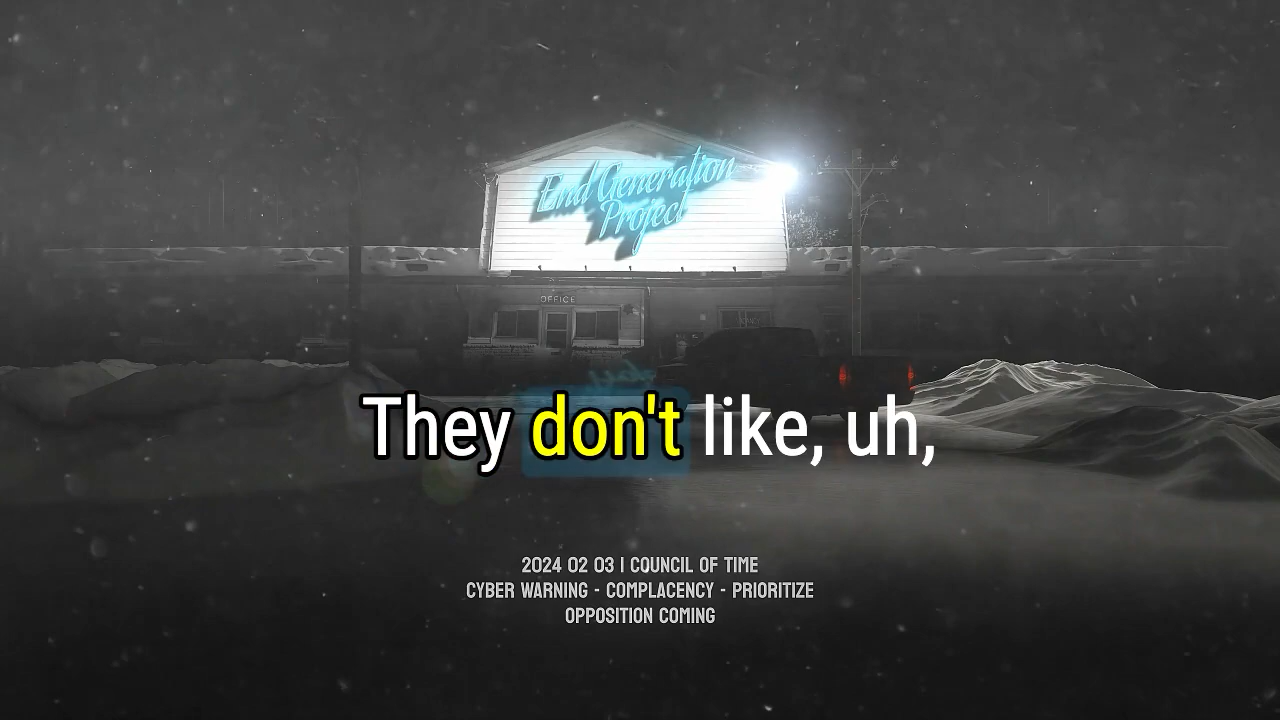 End Generation
Project
OFFICE
They don't like, uh,
2024 02 03 | COUNCIL OF TIME
CYBER WARNING - COMPLACENCY - PRIORITIZE
OPPOSITION COMING